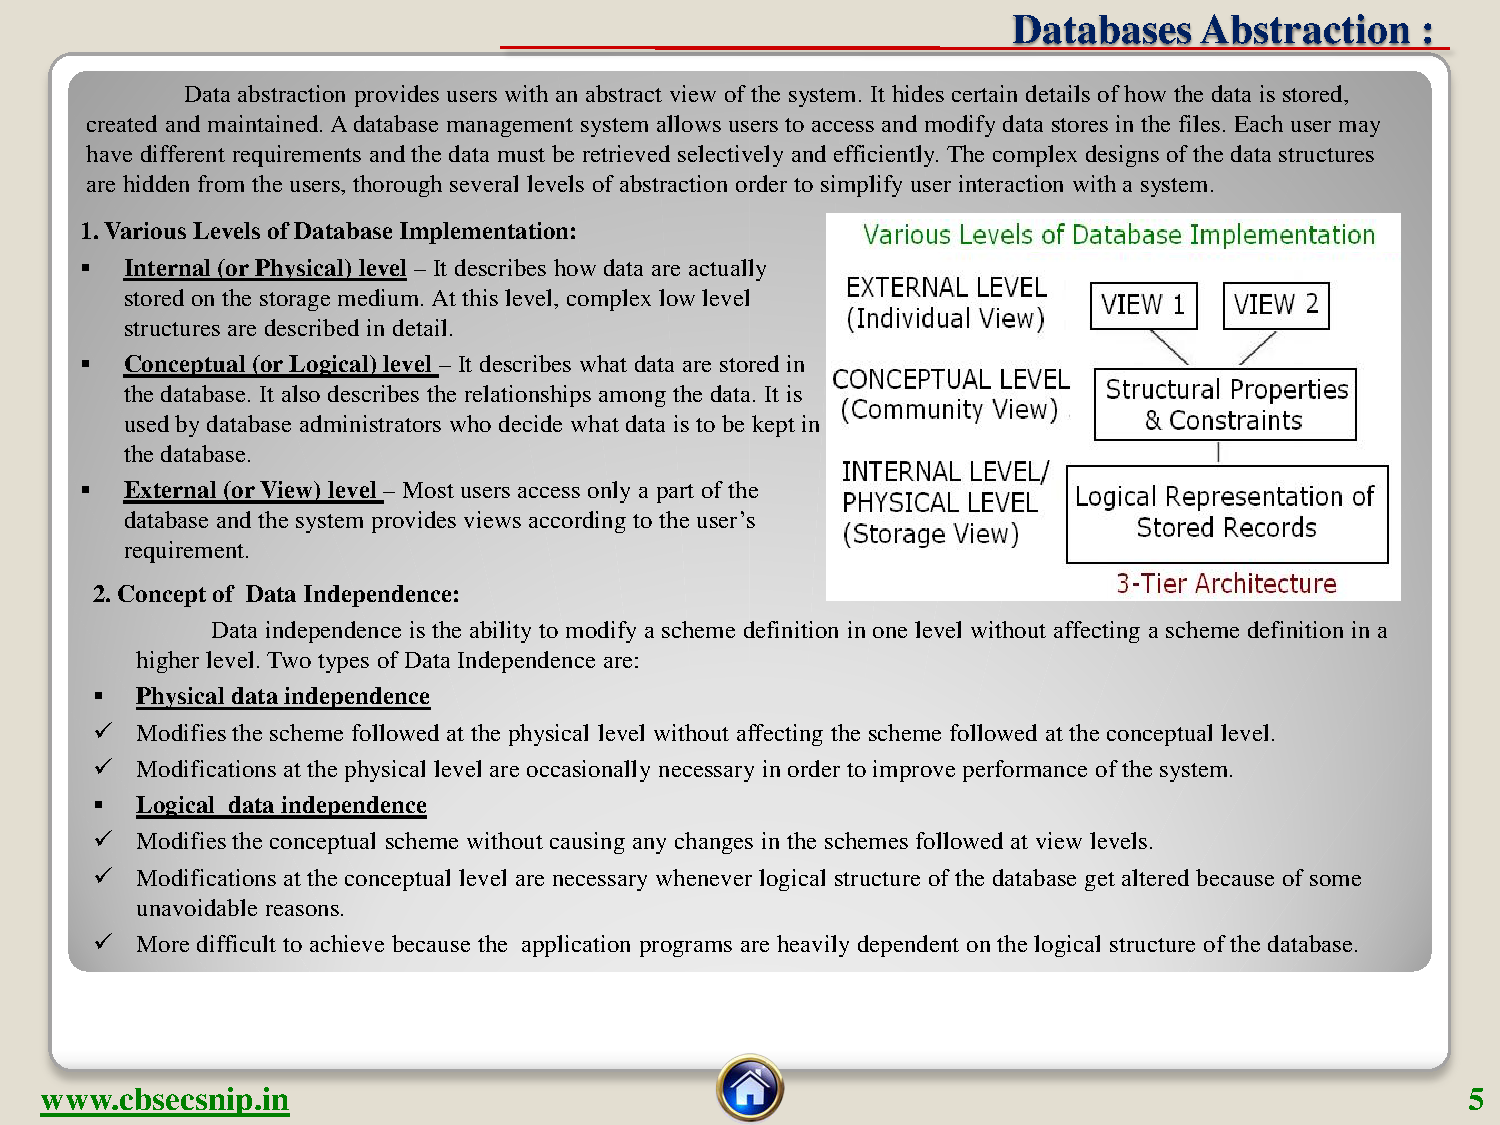 Databases Abstraction :
Data abstraction provides users with an abstract view of the system. It hides certain details of how the data is stored,
created and maintained. A database management system allows users to access and modify data stores in the files. Each user may
have different requirements and the data must be retrieved selectively and efficiently. The complex designs of the data structures
are hidden from the users, thorough several levels of abstraction order to simplify user interaction with a system.
1. Various Levels of Database Implementation:
▪ Internal (or Physical) level – It describes how data are actually
stored on the storage medium. At this level, complex low level
structures are described in detail.
▪ Conceptual (or Logical) level – It describes what data are stored in
the database. It also describes the relationships among the data. It is
used by database administrators who decide what data is to be kept in
the database.
▪ External (or View) level – Most users access only a part of the
database and the system provides views according to the user’s
requirement.
Various Levels of Database Implementation
EXTERNAL LEVEL
(Individual View)
VIEW 1
VIEW 2
CONCEPTUAL LEVEL
(Community View)
Structural Properties
& Constraints
INTERNAL LEVEL/
PHYSICAL LEVEL
(Storage View)
Logical Representation of
Stored Records
3-Tier Architecture
2. Concept of Data Independence:
Data independence is the ability to modify a scheme definition in one level without affecting a scheme definition in a
higher level. Two types of Data Independence are:
▪ Physical data independence
✓ Modifies the scheme followed at the physical level without affecting the scheme followed at the conceptual level.
✓ Modifications at the physical level are occasionally necessary in order to improve performance of the system.
▪ Logical data independence
✓ Modifies the conceptual scheme without causing any changes in the schemes followed at view levels.
✓ Modifications at the conceptual level are necessary whenever logical structure of the database get altered because of some
unavoidable reasons.
✓ More difficult to achieve because the application programs are heavily dependent on the logical structure of the database.
www.cbsecsnip.in
5